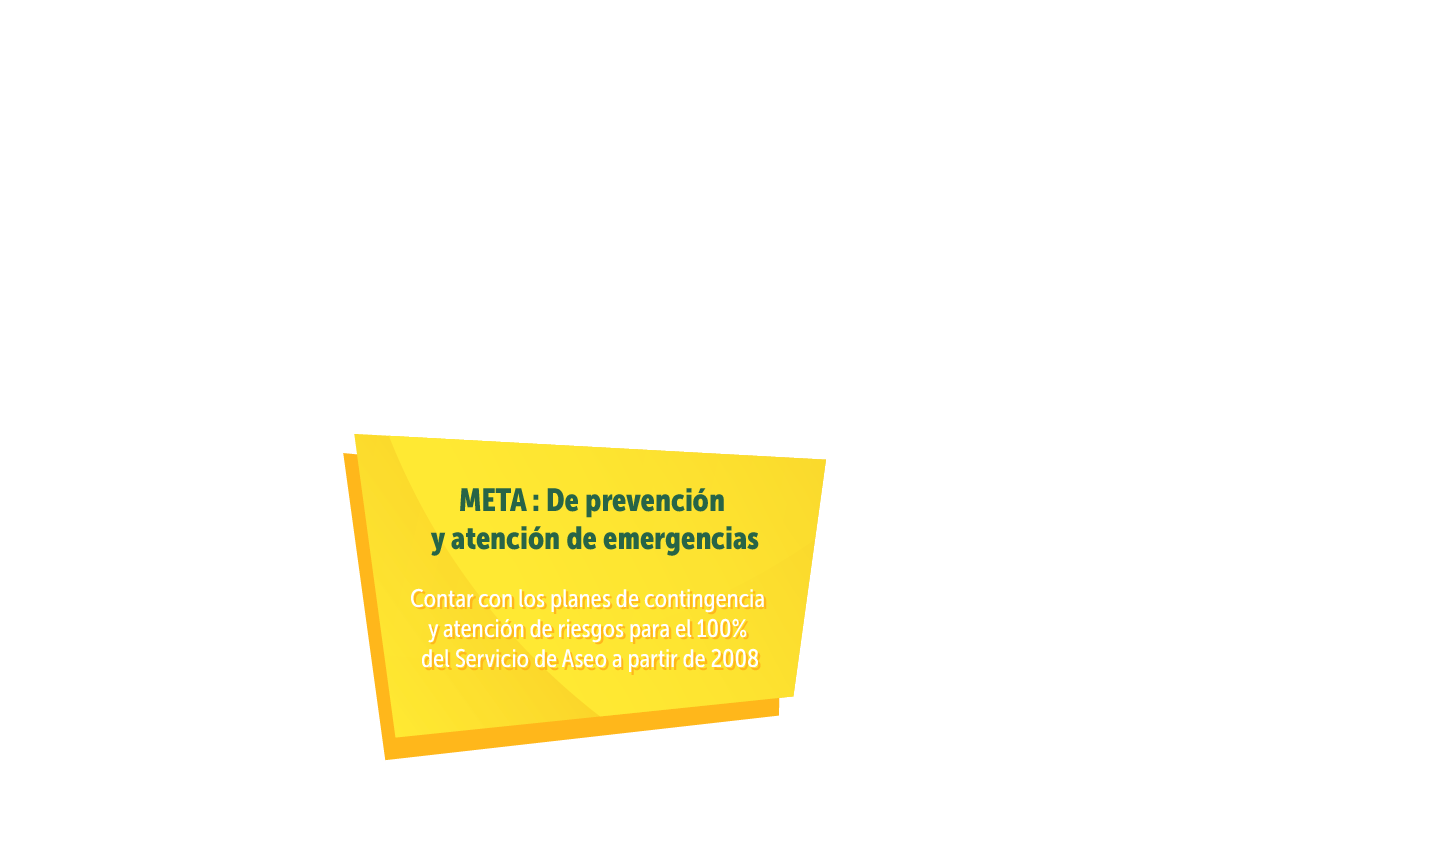 META : De prevención
y atención de emergencias
Contar con los planes de contingencia
y atención de riesgos para el 100%
del Servicio de Aseo a partir de 2008